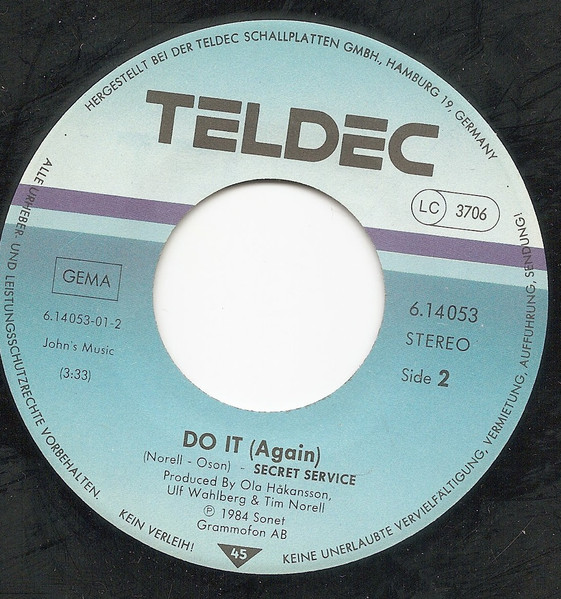 HERGESTELLT BEI DER TELDEC SCHALLPLATTEN GMBH., HAMBURG 19, GERMANY
TELDEC
LC 3706
GEMA
6.14053-01-2
John's Music
(3:33)
6.14053
STEREO
Side 2
DO IT (Again)
(Norell - Oson) - SECRET SERVICE
Produced By Ola Håkansson,
Ulf Wahlberg & Tim Norell
℗ 1984 Sonet
Grammofon AB
45
ALLE URHEBER- UND LEISTUNGSSCHUTZRECHTE VORBEHALTEN.
KEIN VERLEIH!
KEINE UNERLAUBTE VERVIELFÄLTIGUNG, VERMIETUNG, AUFFÜHRUNG, SENDUNG!